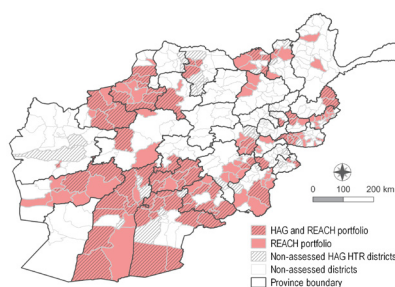 0 100 200 km
HAG and REACH portfolio
REACH portfolio
Non-assessed HAG HTR districts
Non-assessed districts
Province boundary